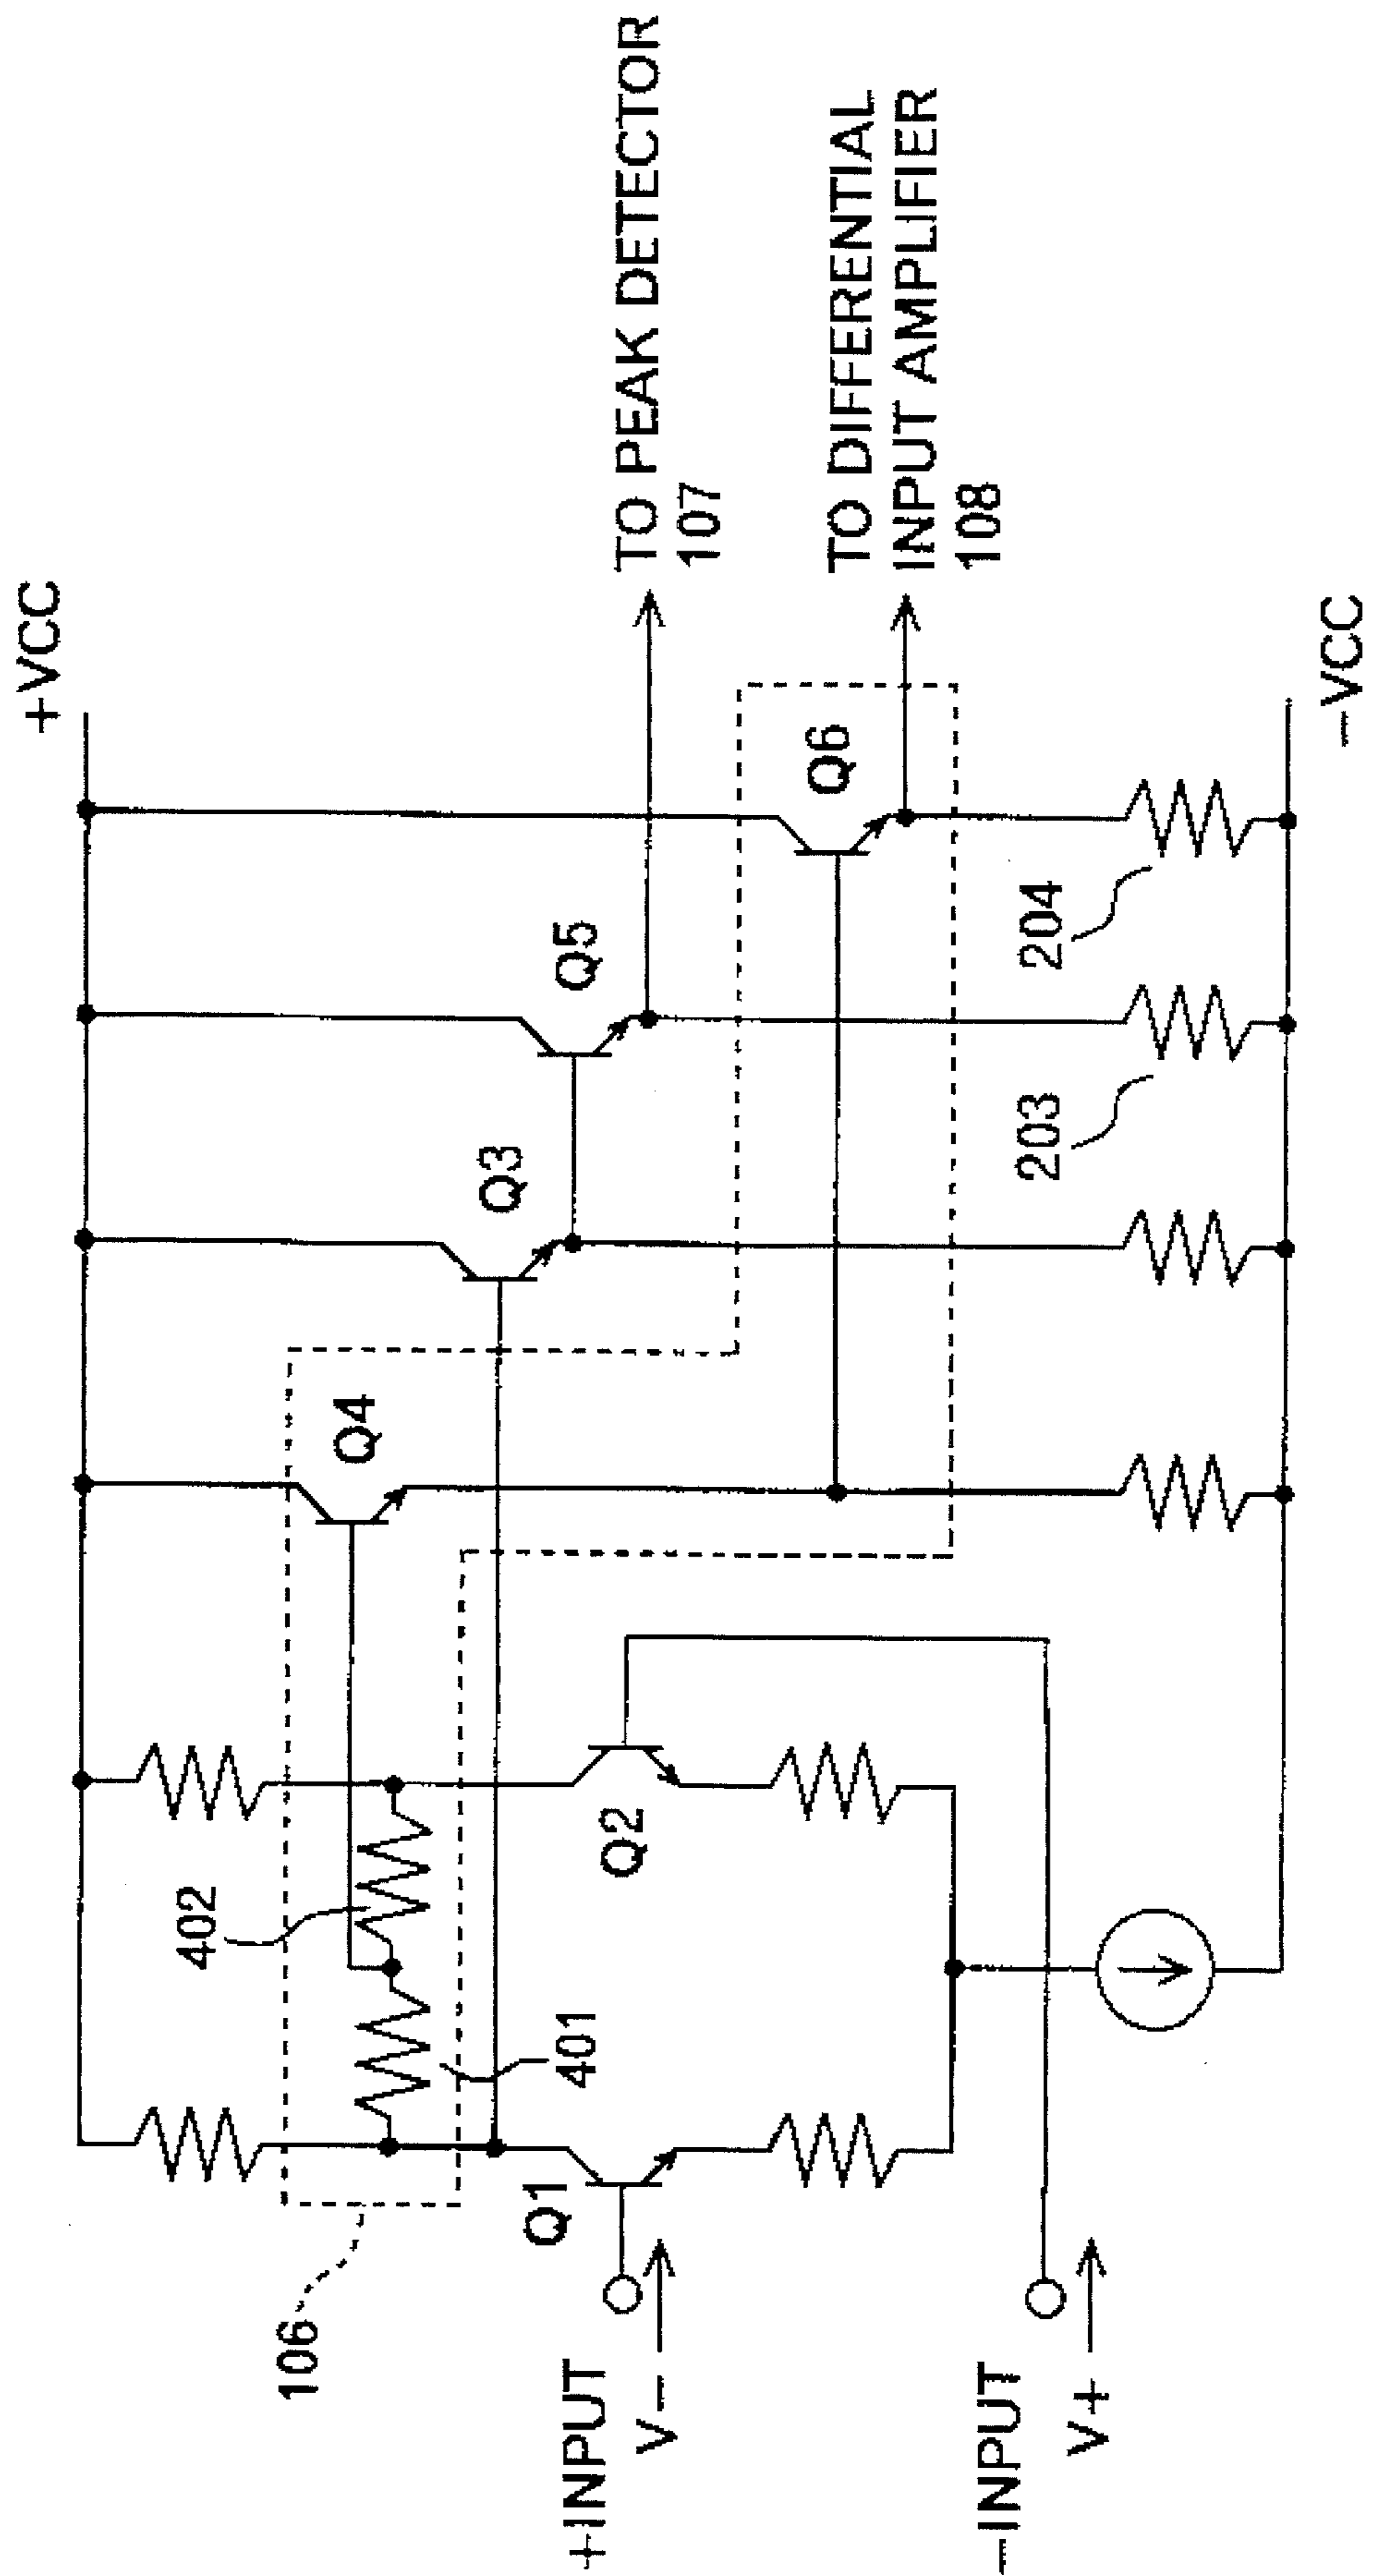 +VCC
TO PEAK DETECTOR
107
TO DIFFERENTIAL
INPUT AMPLIFIER
108
Q4
Q3
Q5
Q6
402
401
106
Q1
Q2
+INPUT
V−
−INPUT
V+
203
204
−VCC